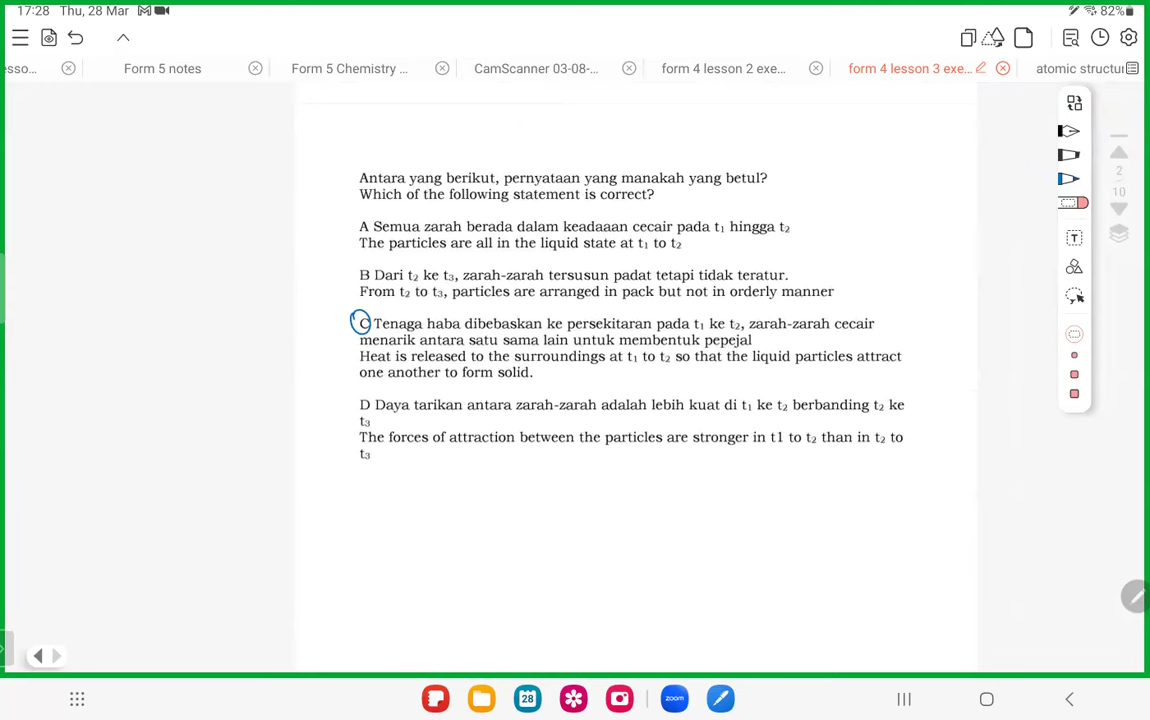 17:28 Thu, 28 Mar
82%
esso...
Form 5 notes
Form 5 Chemistry ...
CamScanner 03-08-...
form 4 lesson 2 exe...
form 4 lesson 3 exe...
atomic structu
2
10
Antara yang berikut, pernyataan yang manakah yang betul?
Which of the following statement is correct?
A Semua zarah berada dalam keadaaan cecair pada t₁ hingga t₂
The particles are all in the liquid state at t₁ to t₂
B Dari t₂ ke t₃, zarah-zarah tersusun padat tetapi tidak teratur.
From t₂ to t₃, particles are arranged in pack but not in orderly manner
C Tenaga haba dibebaskan ke persekitaran pada t₁ ke t₂, zarah-zarah cecair
menarik antara satu sama lain untuk membentuk pepejal
Heat is released to the surroundings at t₁ to t₂ so that the liquid particles attract
one another to form solid.
D Daya tarikan antara zarah-zarah adalah lebih kuat di t₁ ke t₂ berbanding t₂ ke
t₃
The forces of attraction between the particles are stronger in t1 to t₂ than in t₂ to
t₃
28
zoom